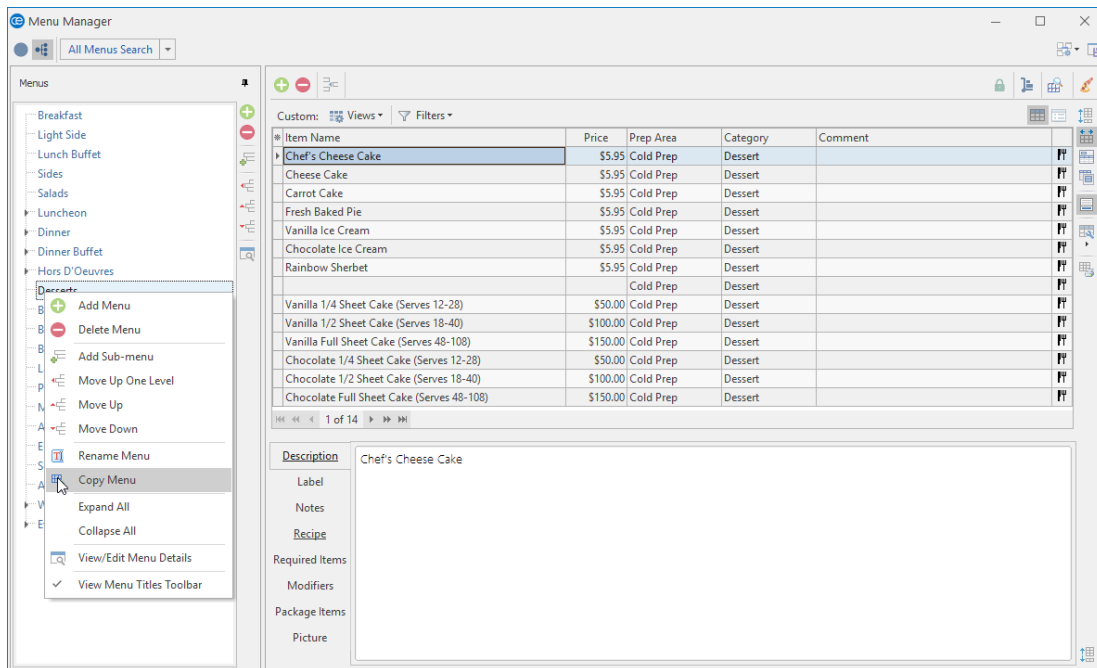 Menu Manager
All Menus Search
Menus
Breakfast
Light Side
Lunch Buffet
Sides
Salads
Luncheon
Dinner
Dinner Buffet
Hors D'Oeuvres
Desserts
Add Menu
Delete Menu
Add Sub-menu
Move Up One Level
Move Up
Move Down
Rename Menu
Copy Menu
Expand All
Collapse All
View/Edit Menu Details
View Menu Titles Toolbar
Custom: Views Filters
Item Name Price Prep Area Category Comment
Chef's Cheese Cake $5.95 Cold Prep Dessert
Cheese Cake $5.95 Cold Prep Dessert
Carrot Cake $5.95 Cold Prep Dessert
Fresh Baked Pie $5.95 Cold Prep Dessert
Vanilla Ice Cream $5.95 Cold Prep Dessert
Chocolate Ice Cream $5.95 Cold Prep Dessert
Rainbow Sherbet $5.95 Cold Prep Dessert
Cold Prep Dessert
Vanilla 1/4 Sheet Cake (Serves 12-28) $50.00 Cold Prep Dessert
Vanilla 1/2 Sheet Cake (Serves 18-40) $100.00 Cold Prep Dessert
Vanilla Full Sheet Cake (Serves 48-108) $150.00 Cold Prep Dessert
Chocolate 1/4 Sheet Cake (Serves 12-28) $50.00 Cold Prep Dessert
Chocolate 1/2 Sheet Cake (Serves 18-40) $100.00 Cold Prep Dessert
Chocolate Full Sheet Cake (Serves 48-108) $150.00 Cold Prep Dessert
1 of 14
Description
Label
Notes
Recipe
Required Items
Modifiers
Package Items
Picture
Chef's Cheese Cake